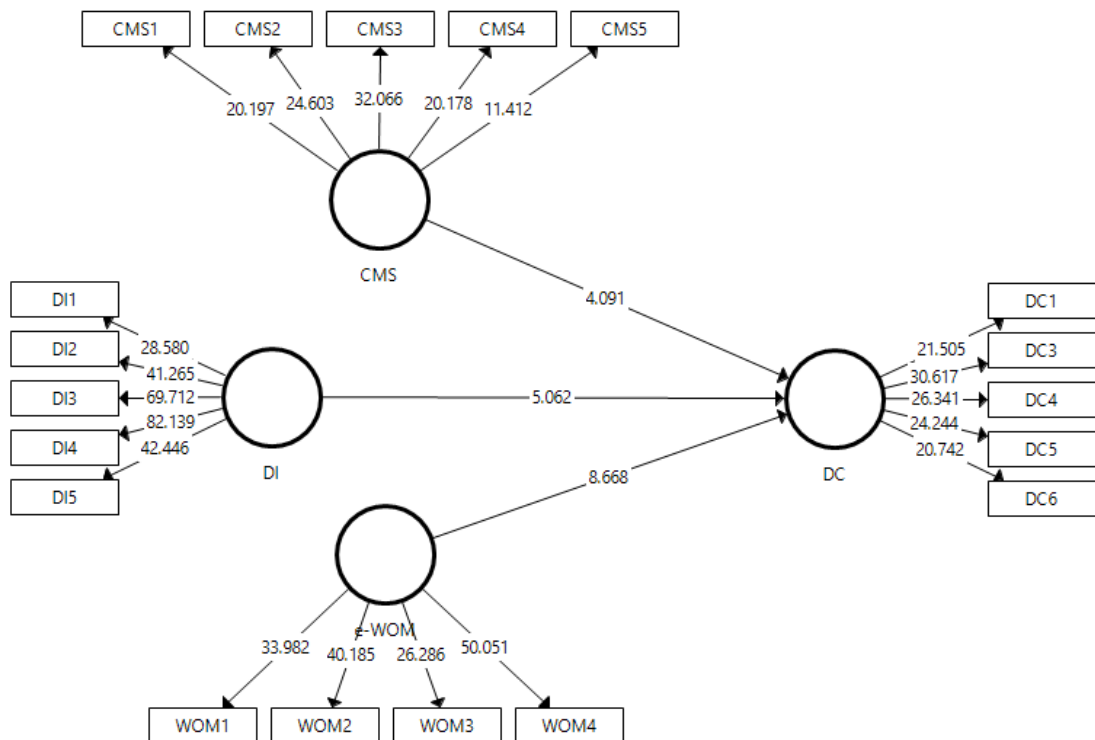 CMS1 CMS2 CMS3 CMS4 CMS5
20.197 24.603 32.066 20.178 11.412
CMS
4.091
DI1
DI2
DI3
DI4
DI5
28.580
41.265
69.712
82.139
42.446
DI
5.062
DC
DC1
DC3
DC4
DC5
DC6
21.505
30.617
26.341
24.244
20.742
8.668
e-WOM
33.982 40.185 26.286 50.051
WOM1 WOM2 WOM3 WOM4